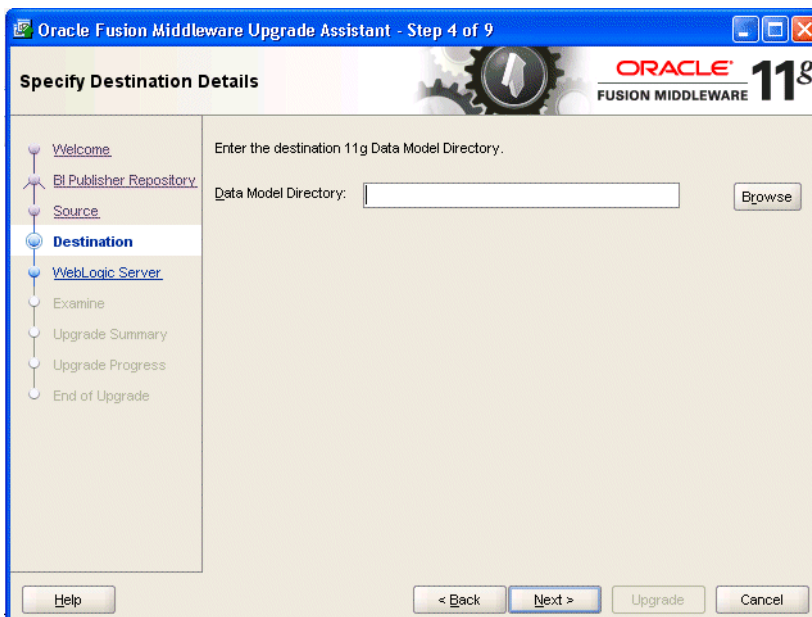 Oracle Fusion Middleware Upgrade Assistant - Step 4 of 9
Specify Destination Details
ORACLE
FUSION MIDDLEWARE 11g
Welcome
BI Publisher Repository
Source
Destination
WebLogic Server
Examine
Upgrade Summary
Upgrade Progress
End of Upgrade
Enter the destination 11g Data Model Directory.
Data Model Directory:
Browse
Help
< Back
Next >
Upgrade
Cancel